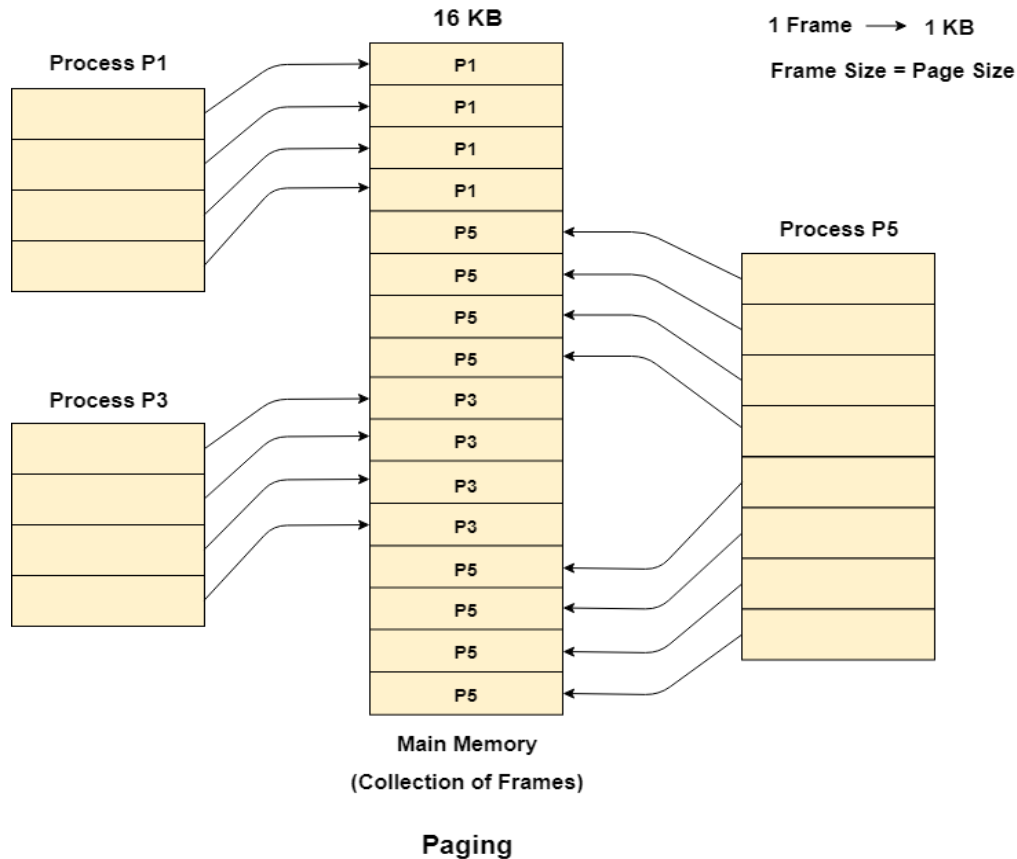 16 KB
1 Frame 1 KB
Frame Size = Page Size
Process P1
P1
P1
P1
P1
P5
P5
P5
P5
P3
P3
P3
P3
P5
P5
P5
P5
Process P5
Process P3
Main Memory
(Collection of Frames)
Paging